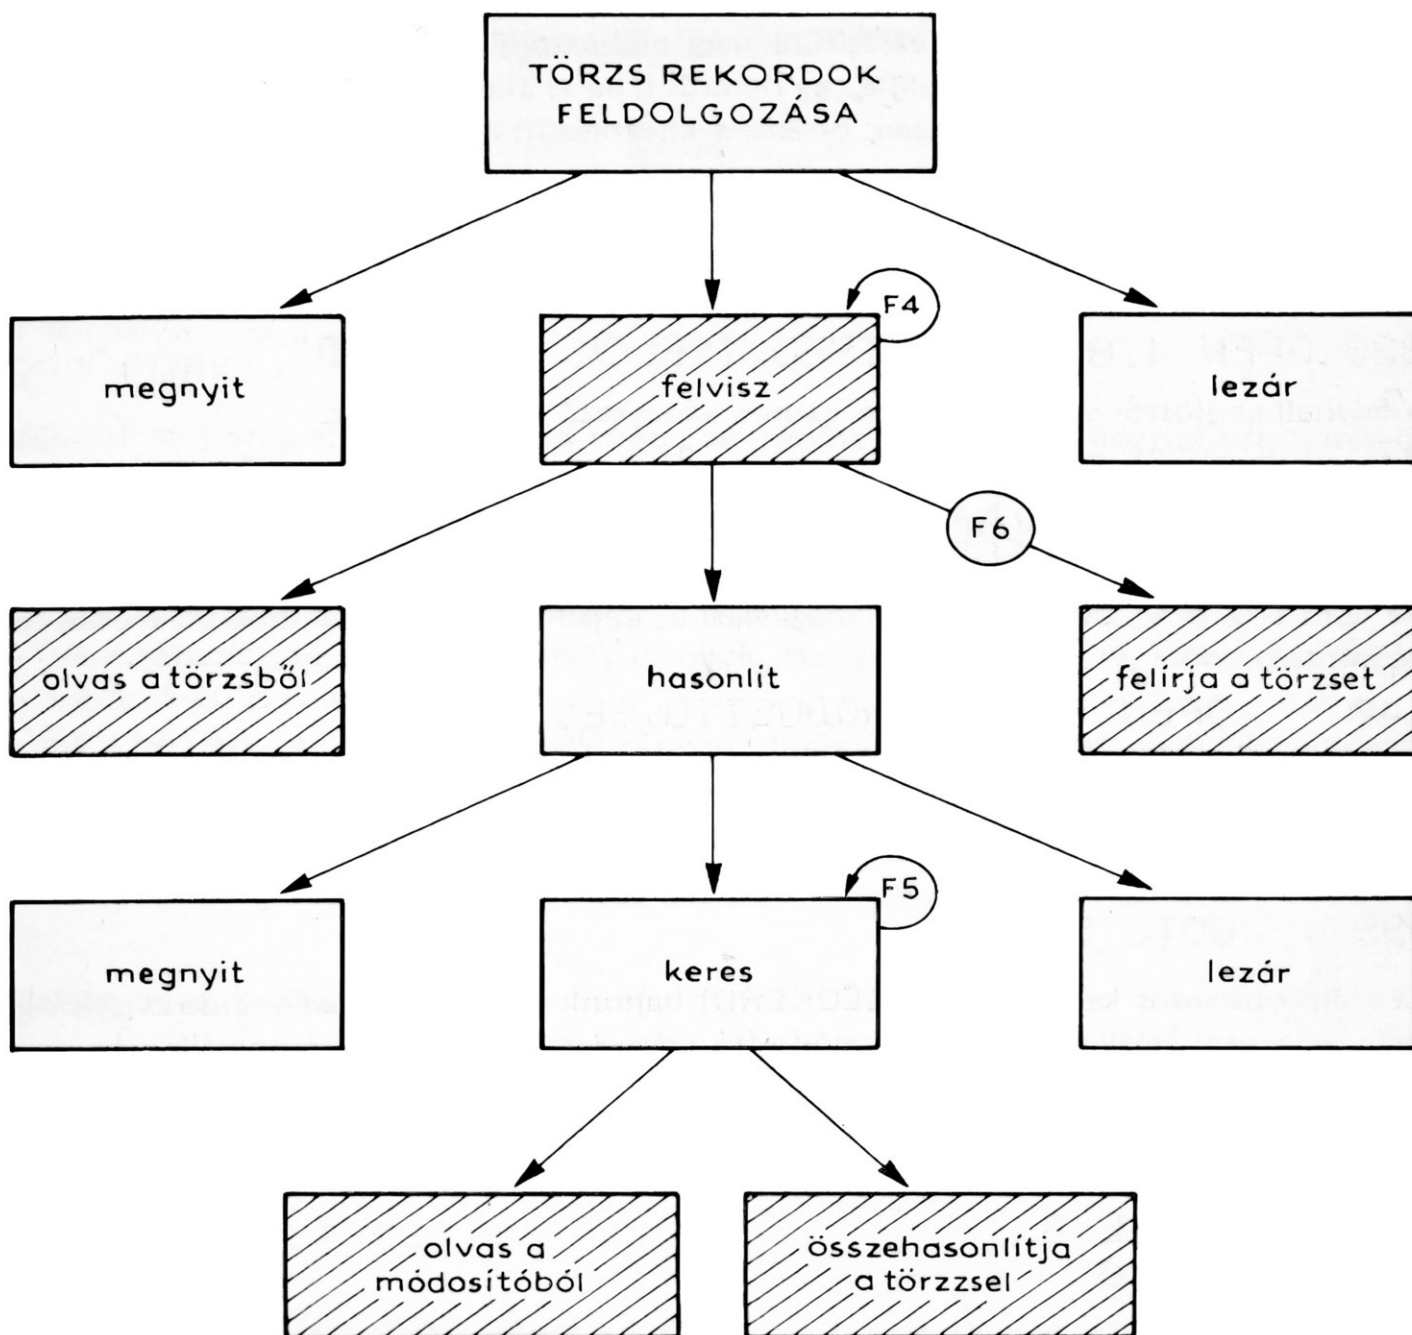 TÖRZS REKORDOK
FELDOLGOZÁSA
F4
megnyit
felvisz
lezár
F6
olvas a törzsből
hasonlít
felírja a törzset
F5
megnyit
keres
lezár
olvas a
módosítóból
összehasonlítja
a törzzsel